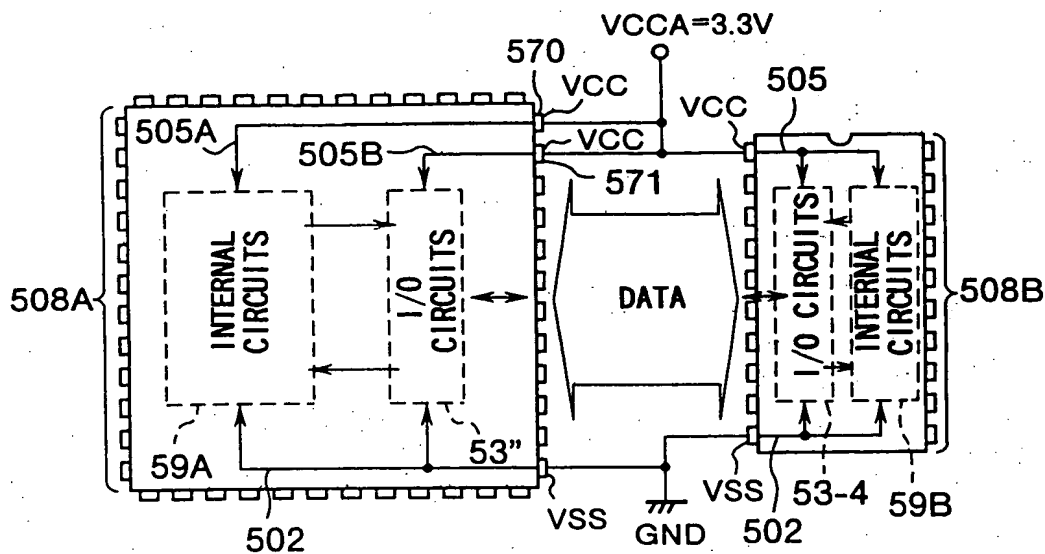 VCCA=3.3V
570
VCC
VCC
505
505A
505B
VCC
571
508A
INTERNAL
CIRCUITS
I/O
CIRCUITS
DATA
I/O CIRCUITS
INTERNAL
CIRCUITS
508B
59A
53"
502
VSS
GND
VSS
502
53-4
59B